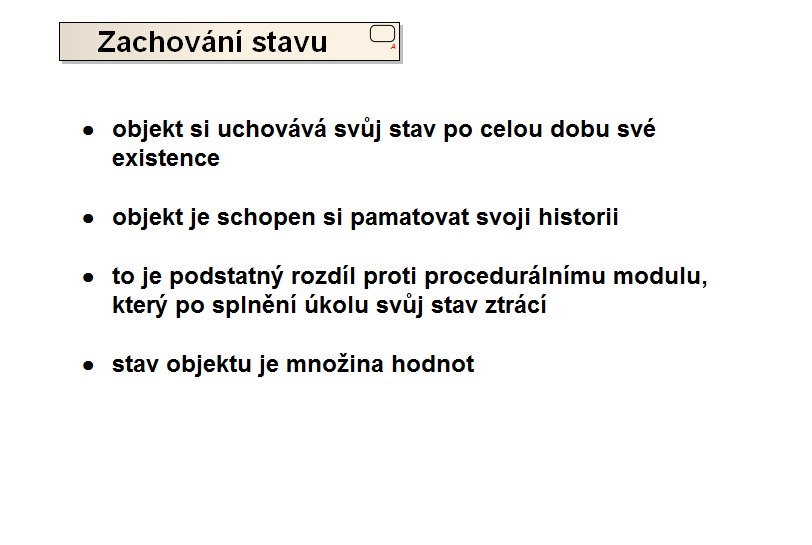 Zachování stavu
A
● objekt si uchovává svůj stav po celou dobu své
existence
● objekt je schopen si pamatovat svoji historii
● to je podstatný rozdíl proti procedurálnímu modulu,
který po splnění úkolu svůj stav ztrácí
● stav objektu je množina hodnot